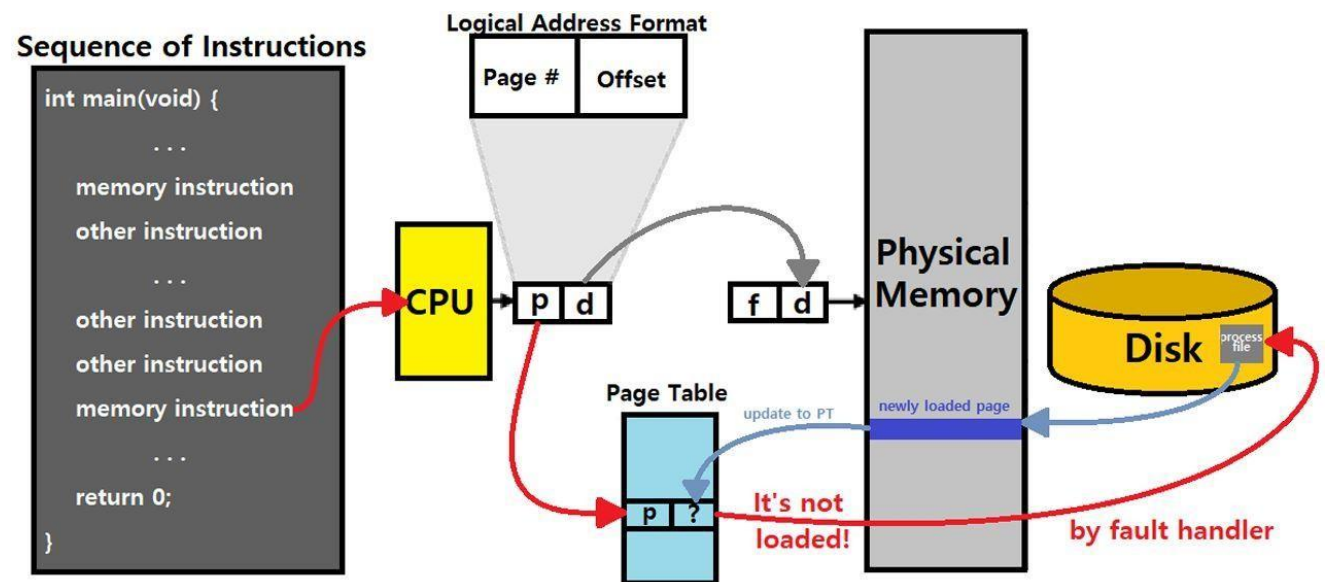 Logical Address Format
Page #
Offset
Sequence of Instructions
int main(void) {
. . .
memory instruction
other instruction
. . .
other instruction
other instruction
memory instruction
. . .
return 0;
}
CPU
p
d
f
d
Physical
Memory
Disk
process
file
Page Table
update to PT
newly loaded page
p
?
It's not
loaded!
by fault handler